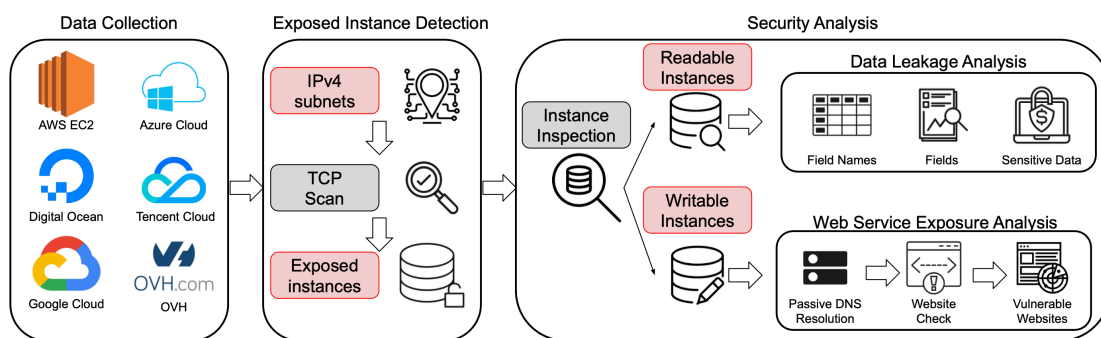 Data Collection
Exposed Instance Detection
Security Analysis
AWS EC2
Azure Cloud
Digital Ocean
Tencent Cloud
Google Cloud
OVH.com
OVH
IPv4
subnets
TCP
Scan
Exposed
instances
Instance
Inspection
Readable
Instances
Writable
Instances
Data Leakage Analysis
Field Names
Fields
Sensitive Data
Web Service Exposure Analysis
Passive DNS
Resolution
Website
Check
Vulnerable
Websites